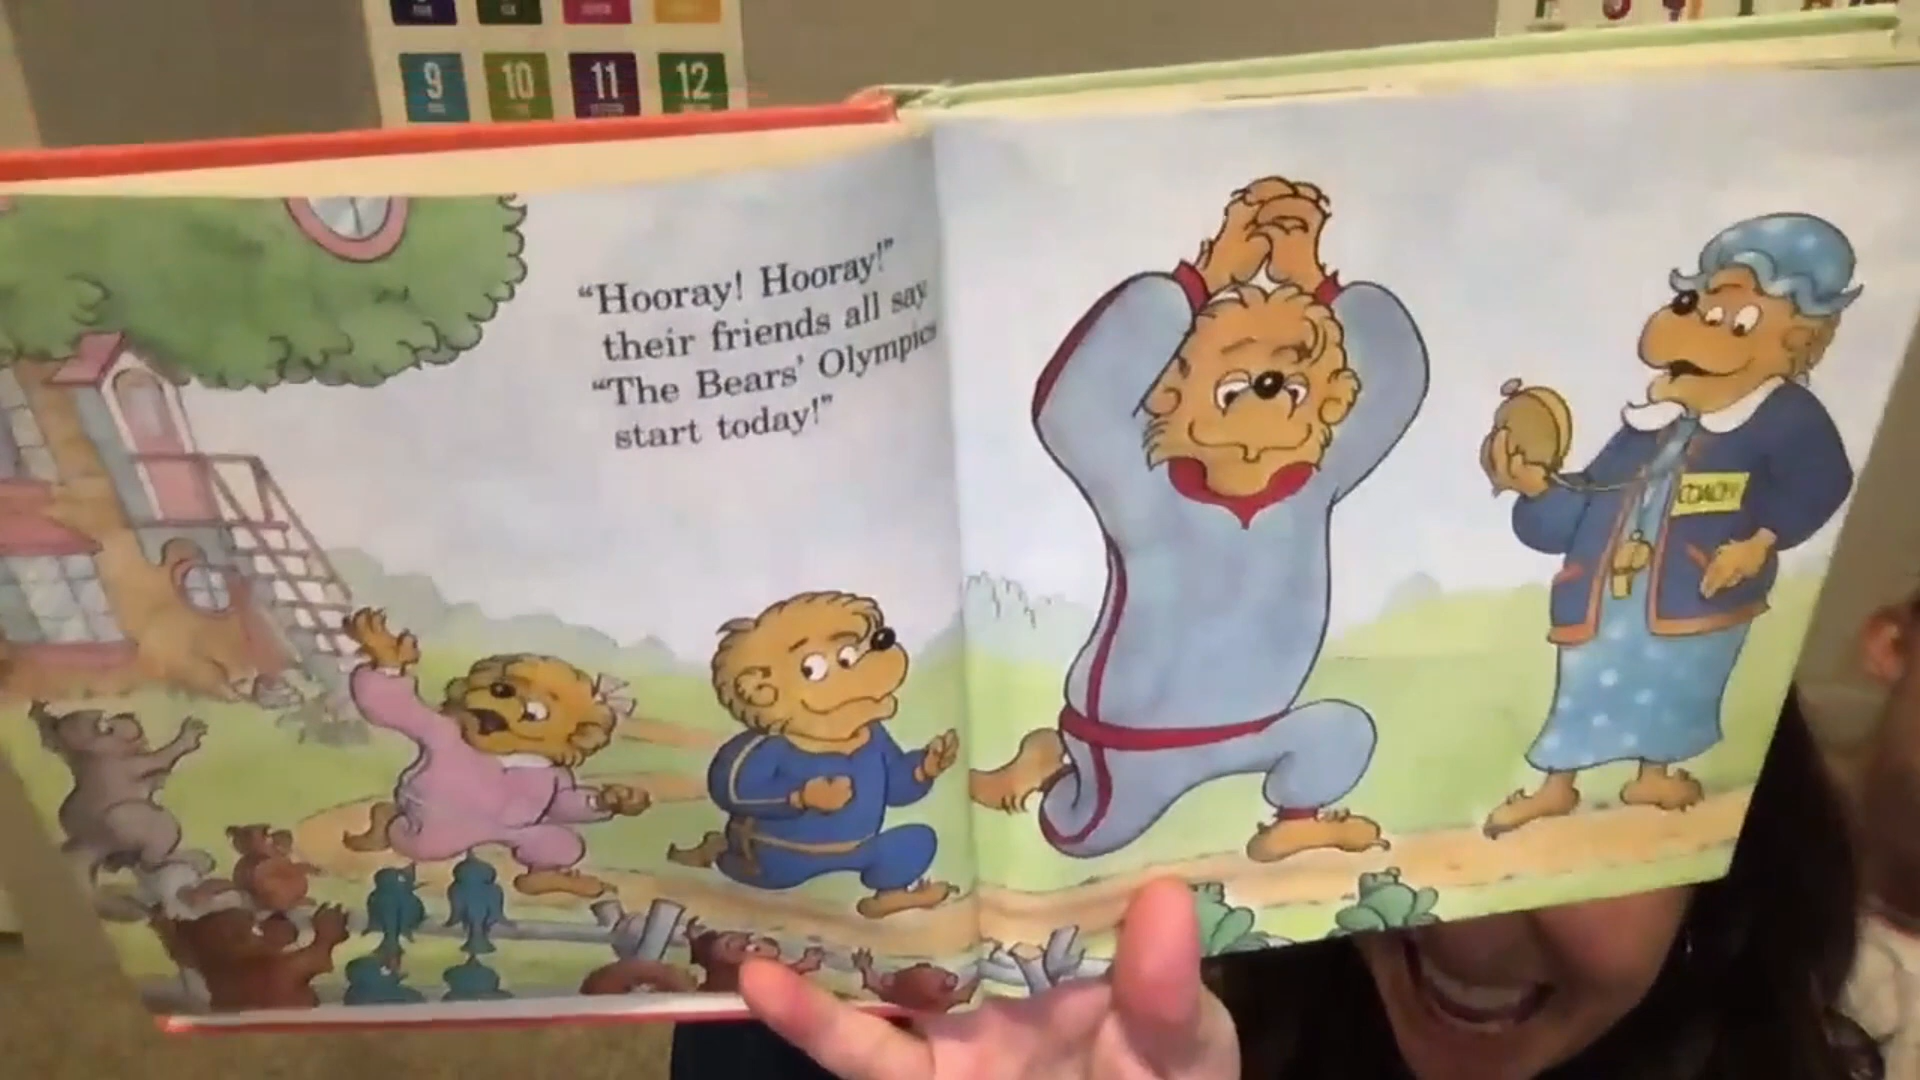 9 10 11 12
“Hooray! Hooray!”
their friends all say
“The Bears’ Olympics
start today!”
COACH